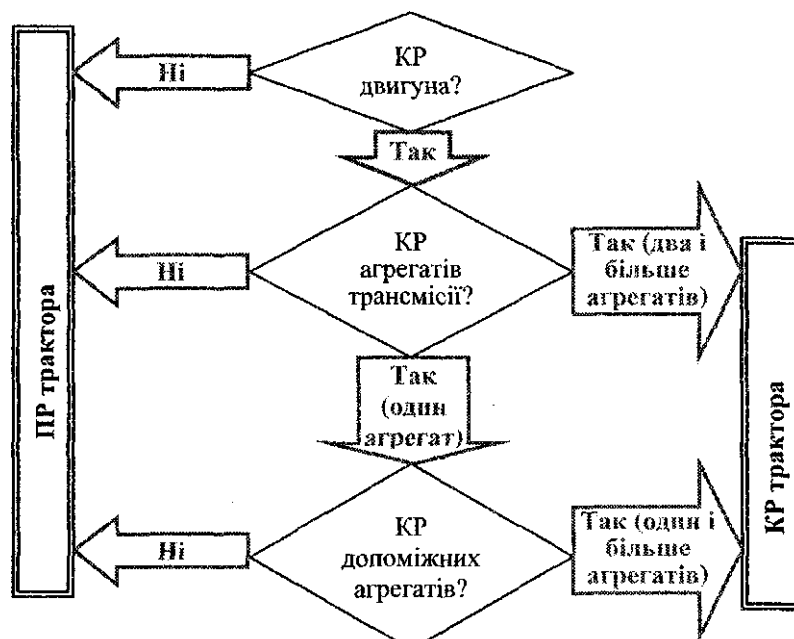 КР
двигуна?
Ні
Так
КР
агрегатів
трансмісії?
Ні
Так (два і
більше
агрегатів)
Так
(один
агрегат)
КР
допоміжних
агрегатів?
Ні
Так (один і
більше
агрегатів)
ПР трактора
КР трактора